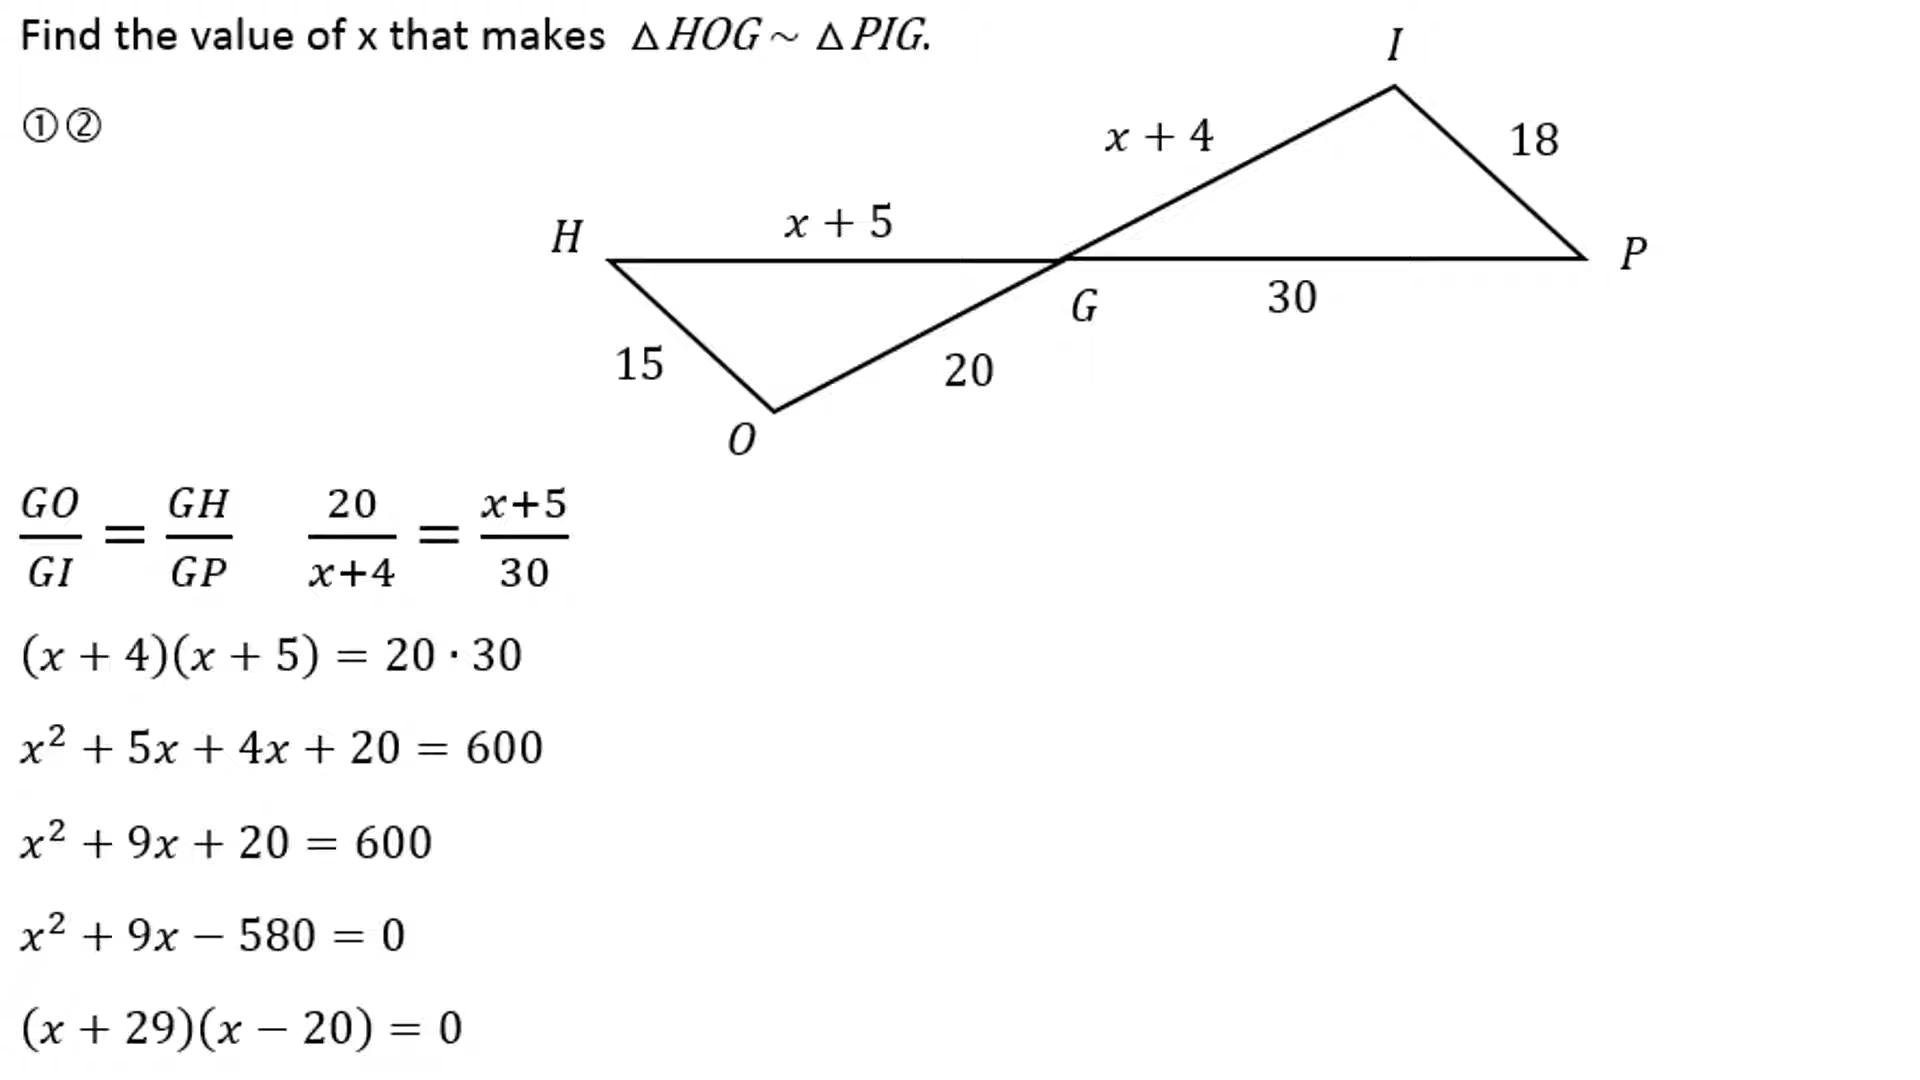 Find the value of x that makes △HOG~ △PIG.
①②
I
x + 4
18
H
x + 5
P
G
30
15
20
O
GO/GI = GH/GP   20/x+4 = x+5/30
(x + 4)(x + 5) = 20 · 30
x² + 5x + 4x + 20 = 600
x² + 9x + 20 = 600
x² + 9x − 580 = 0
(x + 29)(x − 20) = 0